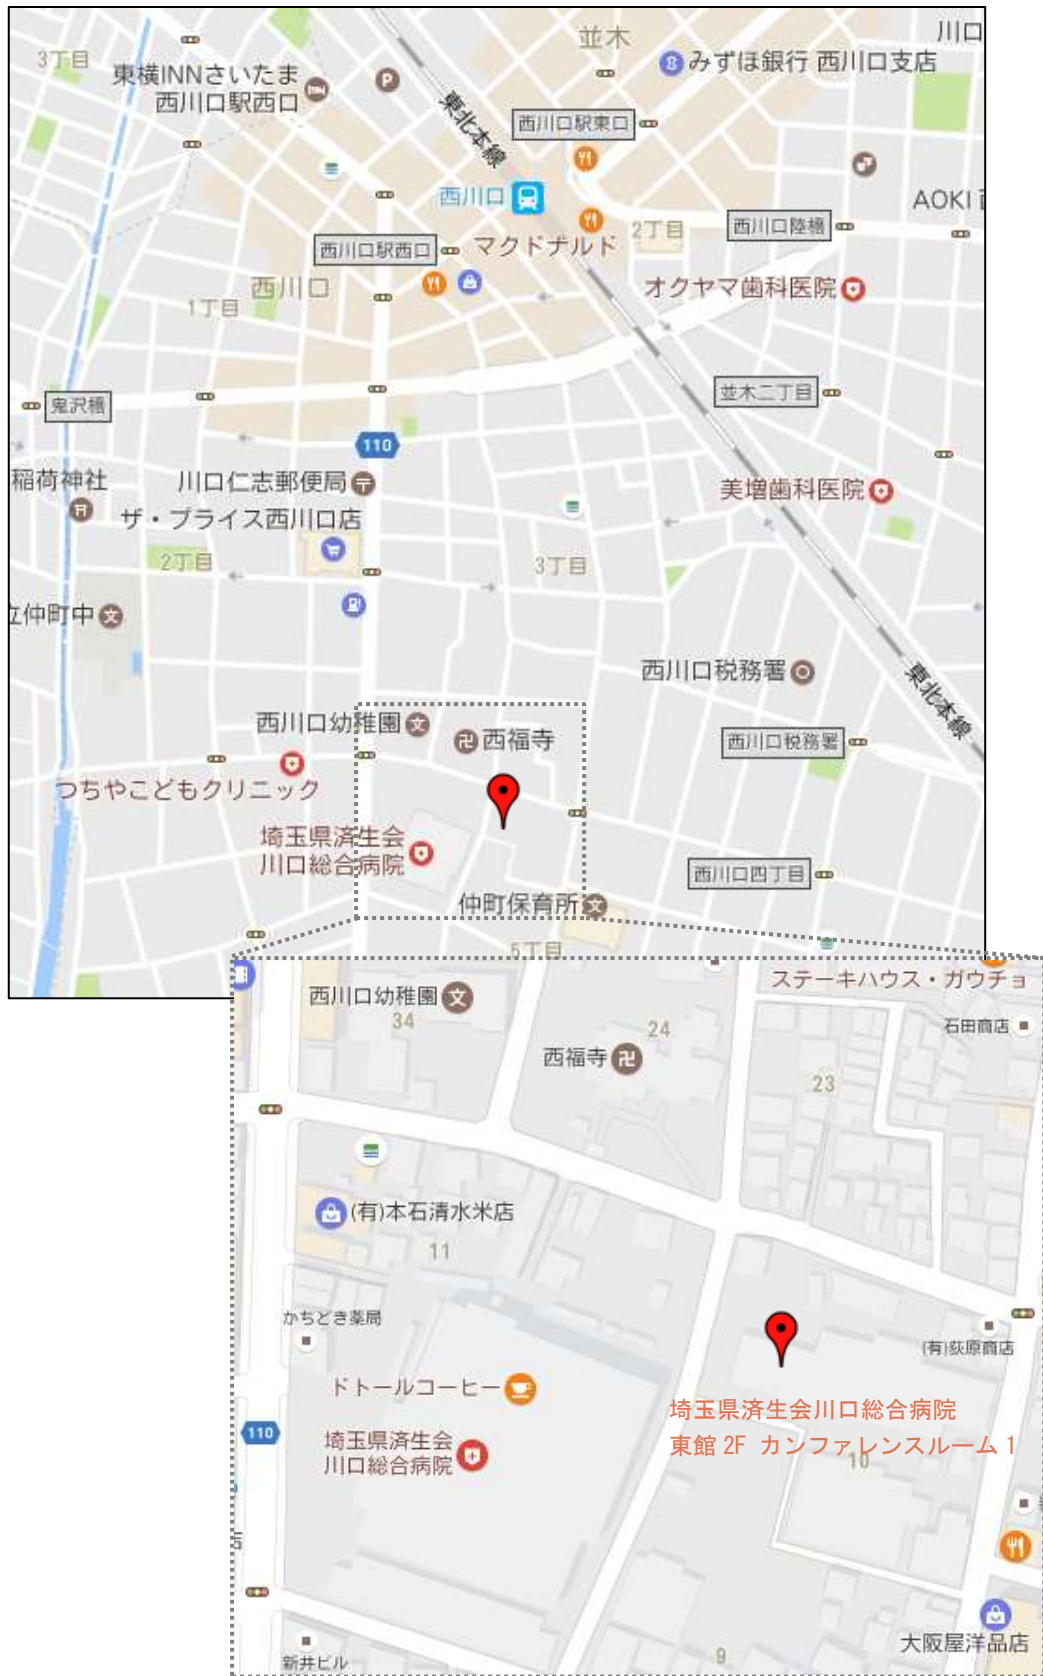 川口
並木
3丁目
みずほ銀行 西川口支店
東横INNさいたま
西川口駅西口
P
東北本線
西川口駅東口
西川口
AOKI
西川口陸橋
2丁目
西川口駅西口
マクドナルド
西川口
オクヤマ歯科医院
1丁目
並木二丁目
鬼沢橋
110
稲荷神社
川口仁志郵便局
美増歯科医院
ザ・プライス西川口店
2丁目
3丁目
立仲町中
文
西川口税務署
東北本線
西川口幼稚園
文
西福寺
西川口税務署
つちやこどもクリニック
埼玉県済生会
川口総合病院
西川口四丁目
仲町保育所
文
5丁目
ステーキハウス・ガウチョ
西川口幼稚園
文
34
24
石田商店
西福寺
23
(有)本石清水米店
11
かちどき薬局
(有)荻原商店
ドトールコーヒー
埼玉県済生会川口総合病院
110
埼玉県済生会
川口総合病院
東館 2F カンファレンスルーム 1
10
大阪屋洋品店
新井ビル
9